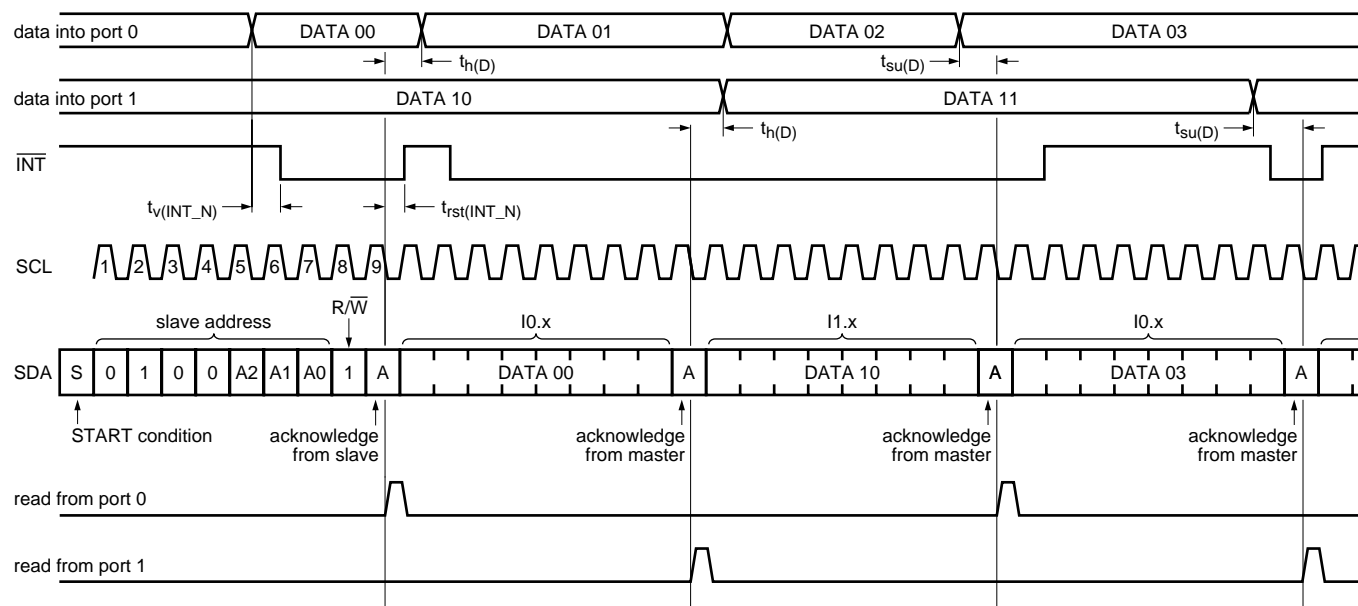 data into port 0 DATA 00 DATA 01 DATA 02 DATA 03
th(D) tsu(D)
data into port 1 DATA 10 DATA 11
th(D) tsu(D)
INT
tv(INT_N) trst(INT_N)
SCL 1 2 3 4 5 6 7 8 9
R/W
slave address I0.x I1.x I0.x
SDA S 0 1 0 0 A2 A1 A0 1 A DATA 00 A DATA 10 A DATA 03 A
START condition acknowledge from slave acknowledge from master acknowledge from master acknowledge from master
read from port 0
read from port 1